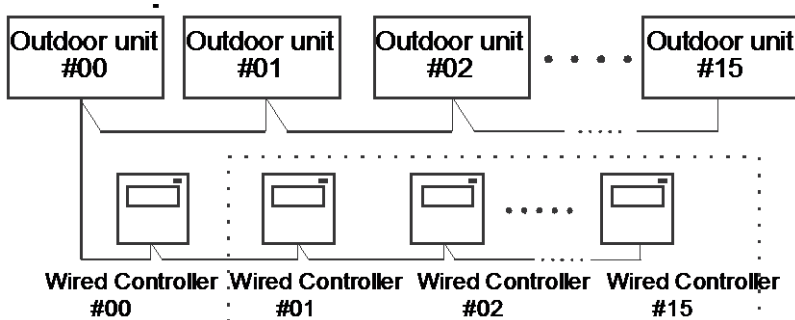 Outdoor unit
#00
Outdoor unit
#01
Outdoor unit
#02
Outdoor unit
#15
Wired Controller
#00
Wired Controller
#01
Wired Controller
#02
Wired Controller
#15